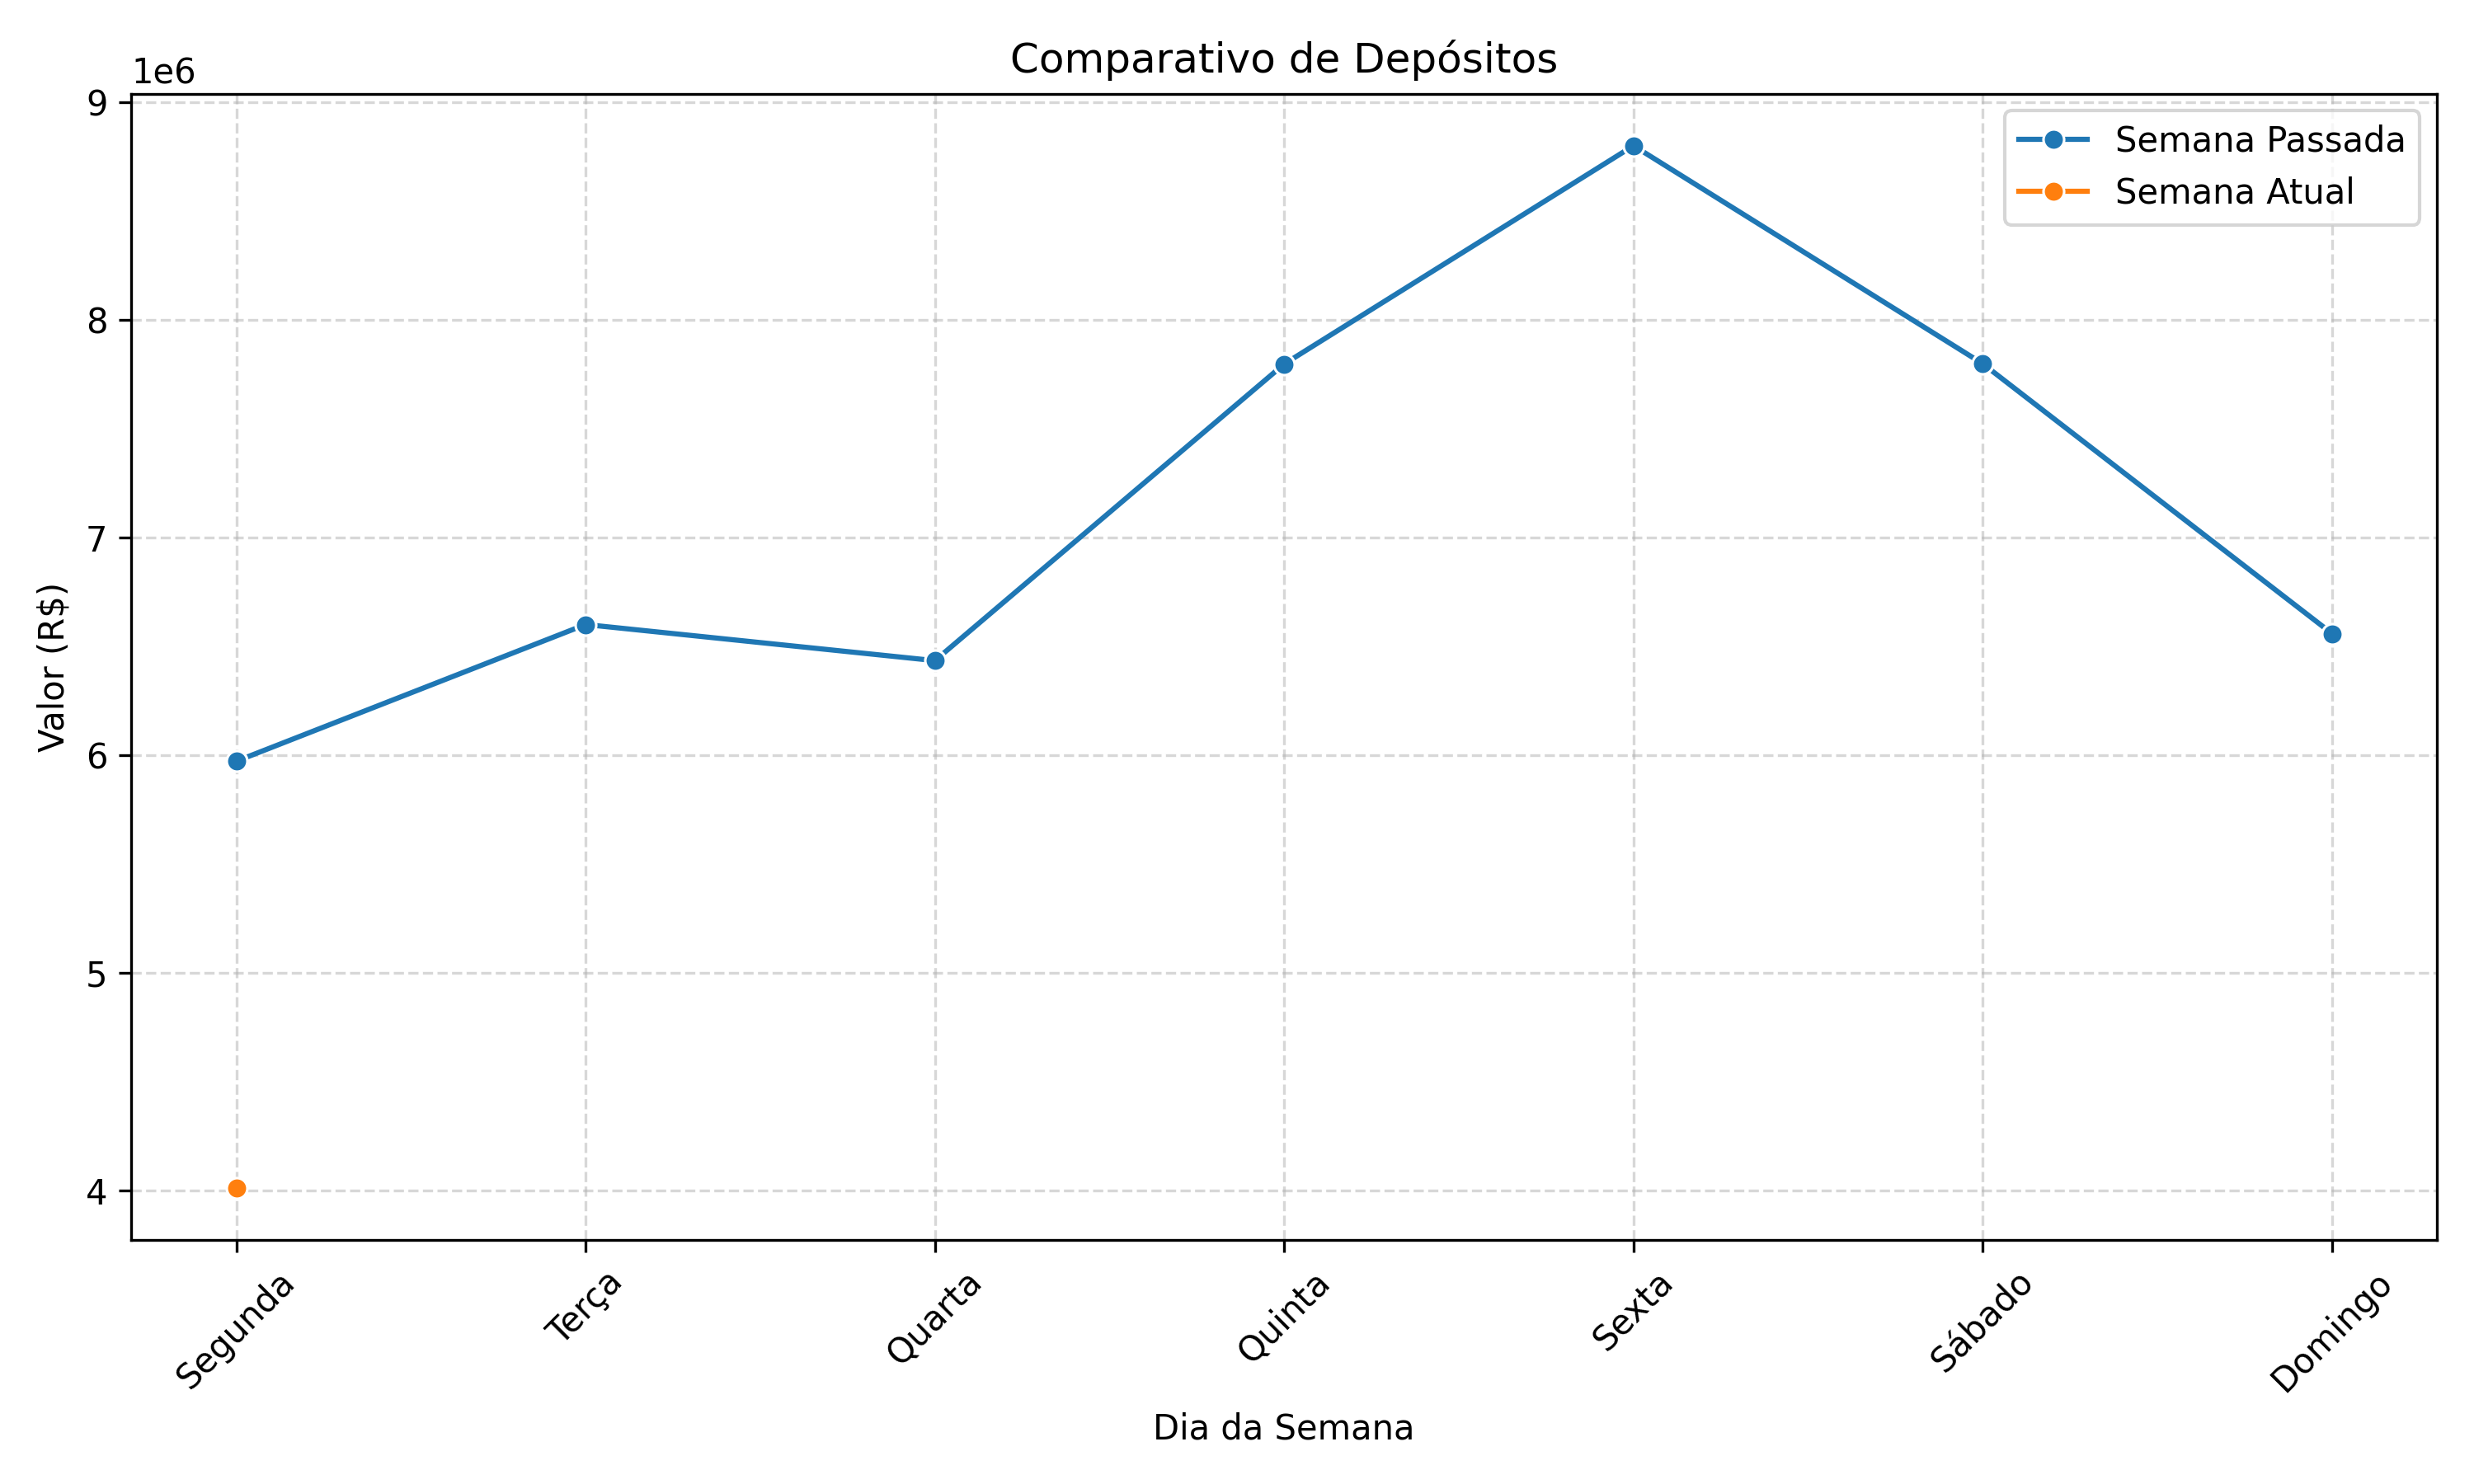 Comparativo de Depósitos
1e6
9
8
7
6
5
4
Valor (R$)
Semana Passada
Semana Atual
Segunda
Terça
Quarta
Quinta
Sexta
Sábado
Domingo
Dia da Semana